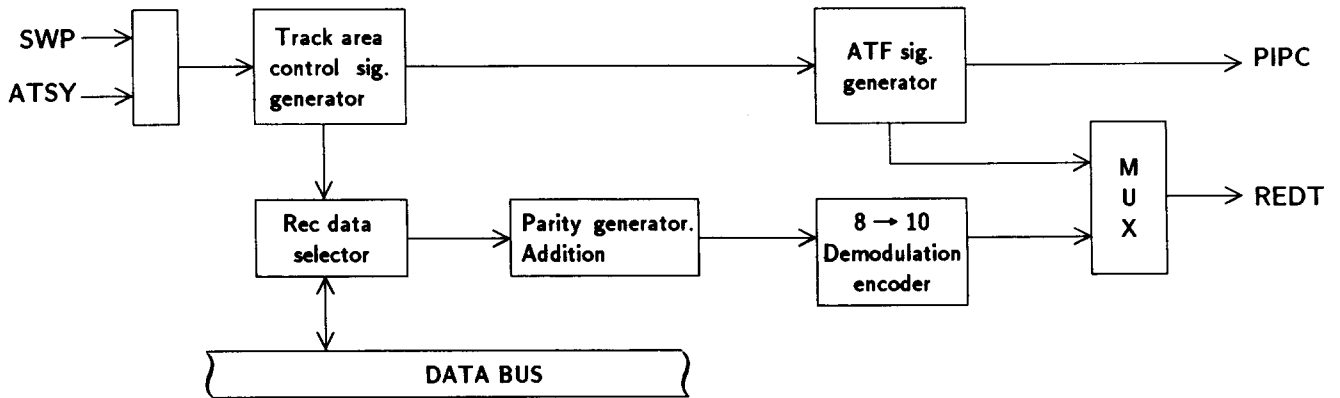 SWP
ATSY
Track area
control sig.
generator
ATF sig.
generator
PIPC
Rec data
selector
Parity generator.
Addition
8 → 10
Demodulation
encoder
M
U
X
REDT
DATA BUS